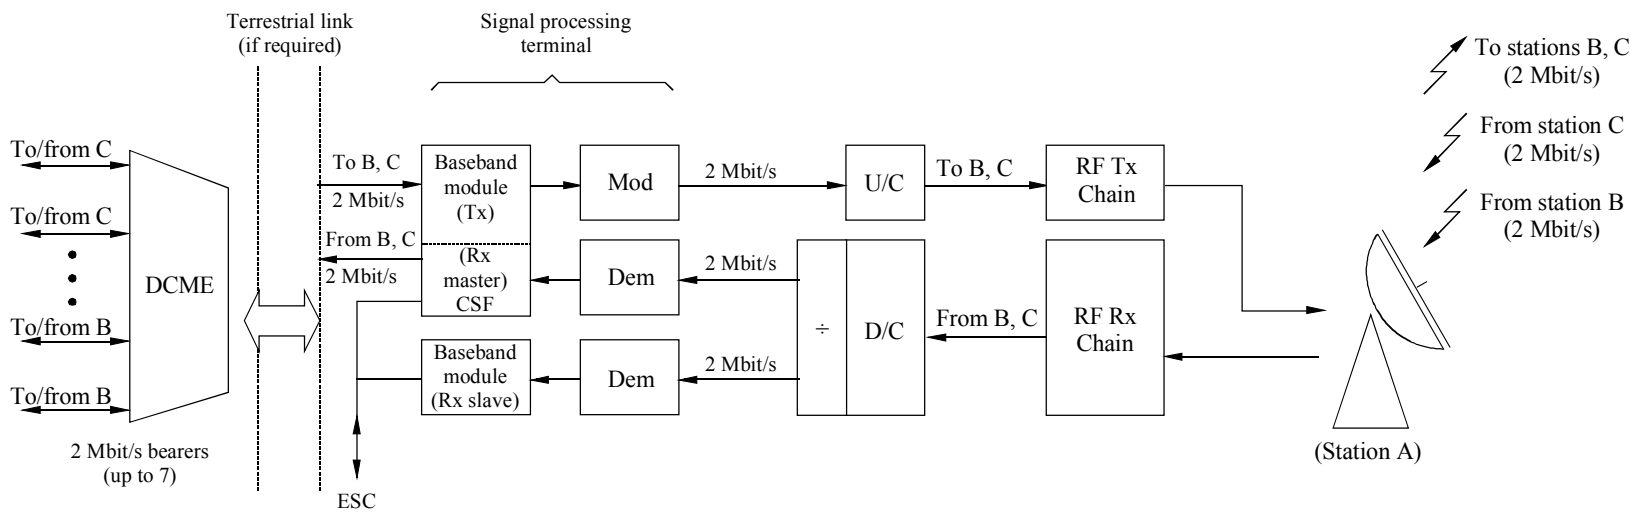 Terrestrial link
(if required)
Signal processing
terminal
To stations B, C
(2 Mbit/s)
From station C
(2 Mbit/s)
From station B
(2 Mbit/s)
To/from C
To/from C
To/from B
To/from B
DCME
2 Mbit/s bearers
(up to 7)
To B, C
2 Mbit/s
From B, C
2 Mbit/s
Baseband
module
(Tx)
(Rx
master)
CSF
Mod
2 Mbit/s
U/C
To B, C
RF Tx
Chain
Dem
2 Mbit/s
÷
D/C
From B, C
RF Rx
Chain
Baseband
module
(Rx slave)
Dem
2 Mbit/s
ESC
(Station A)